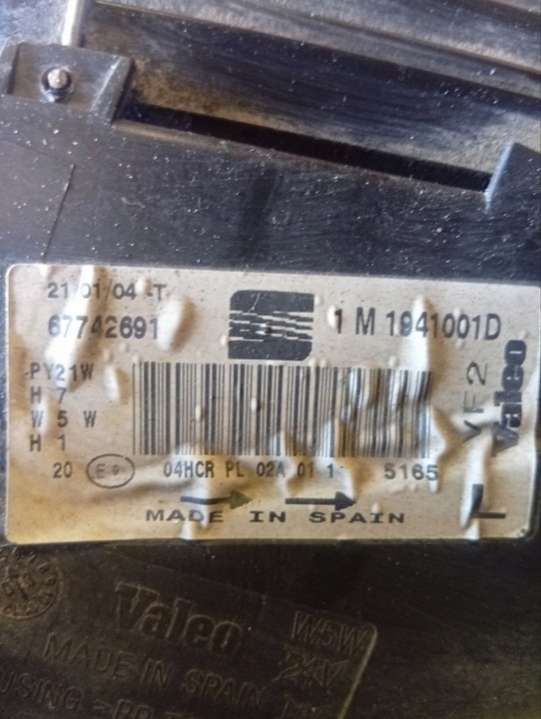 21/01/04 -T
67742691
1 M 1941001D
PY21W
H 7
W 5 W
H 1
20 E 9
04HCR PL 02A 01 1
5165
MADE IN SPAIN
Valeo
L
Valeo
W5W
MADE IN SPAIN